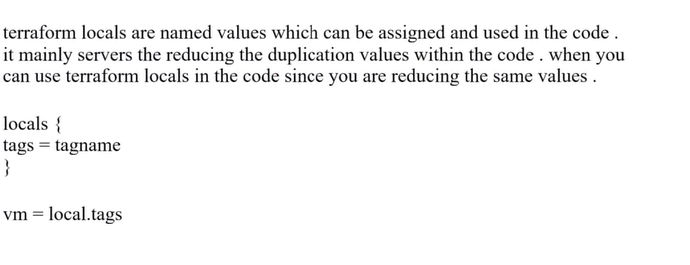 terraform locals are named values which can be assigned and used in the code .
it mainly servers the reducing the duplication values within the code . when you
can use terraform locals in the code since you are reducing the same values .
locals {
tags = tagname
}
vm = local.tags